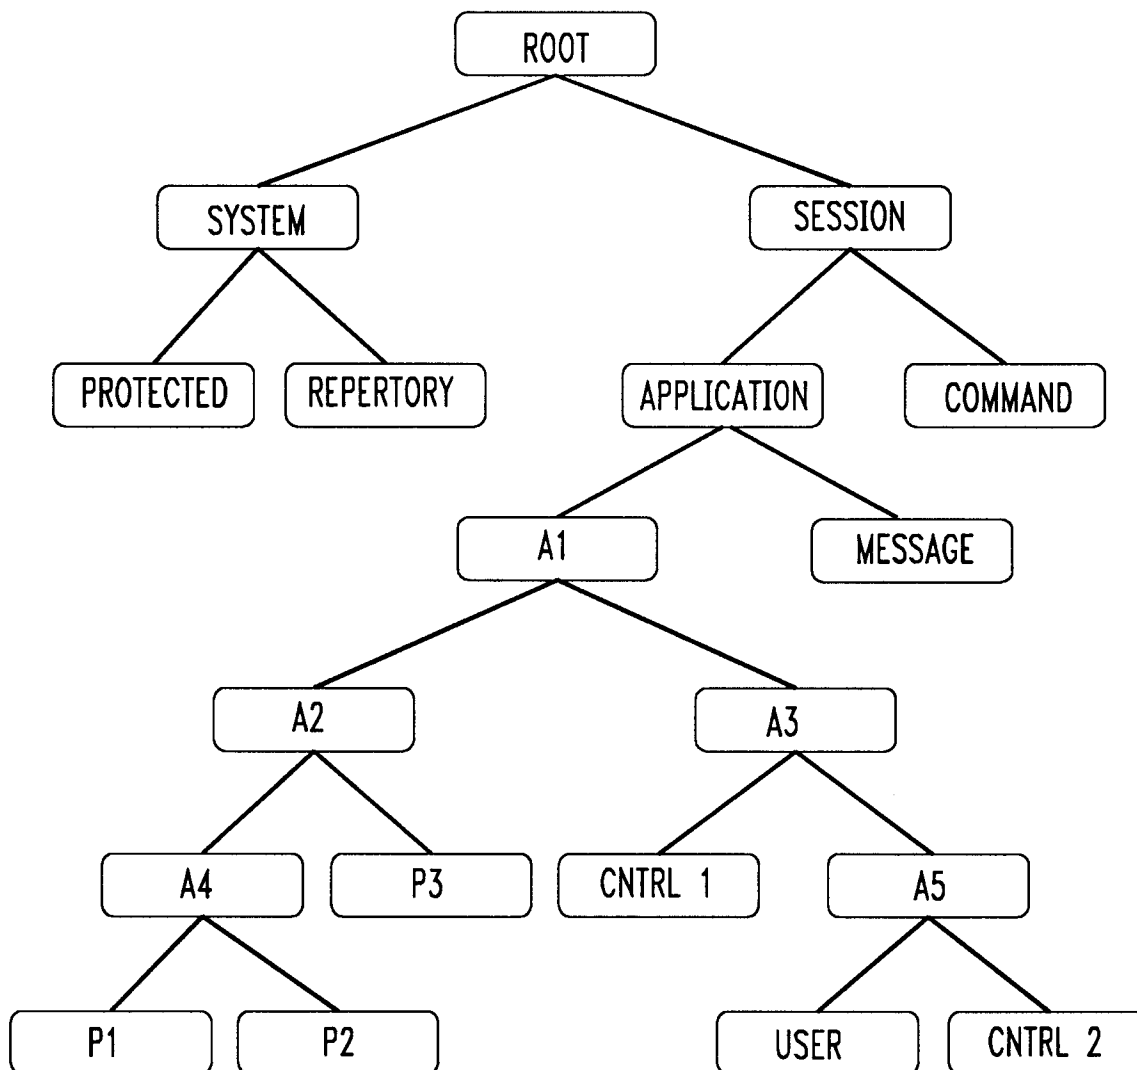 ROOT
SYSTEM
SESSION
PROTECTED
REPERTORY
APPLICATION
COMMAND
A1
MESSAGE
A2
A3
A4
P3
CNTRL 1
A5
P1
P2
USER
CNTRL 2